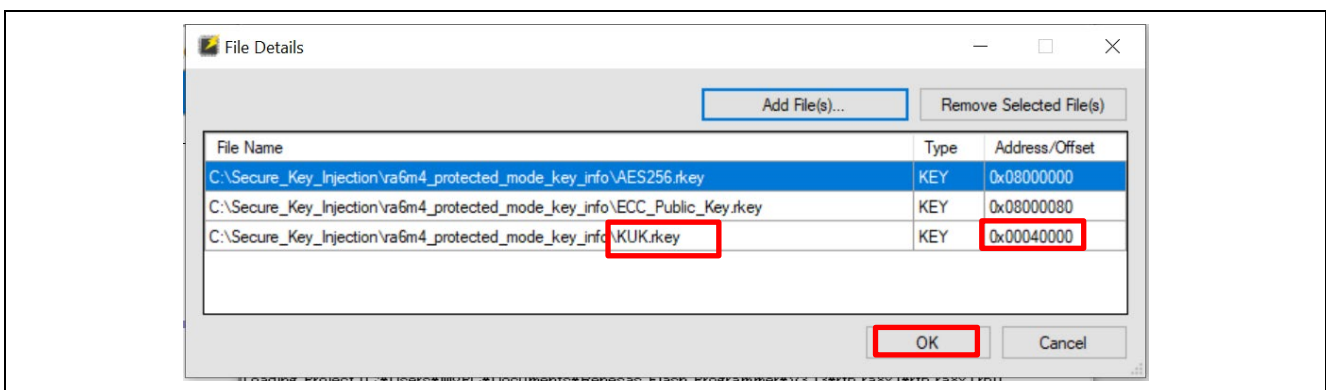 File Details
Add File(s)... Remove Selected File(s)
File Name Type Address/Offset
C:\Secure_Key_Injection\ra6m4_protected_mode_key_info\AES256.rkey KEY 0x08000000
C:\Secure_Key_Injection\ra6m4_protected_mode_key_info\ECC_Public_Key.rkey KEY 0x08000080
C:\Secure_Key_Injection\ra6m4_protected_mode_key_info\KUK.rkey KEY 0x00040000
OK Cancel